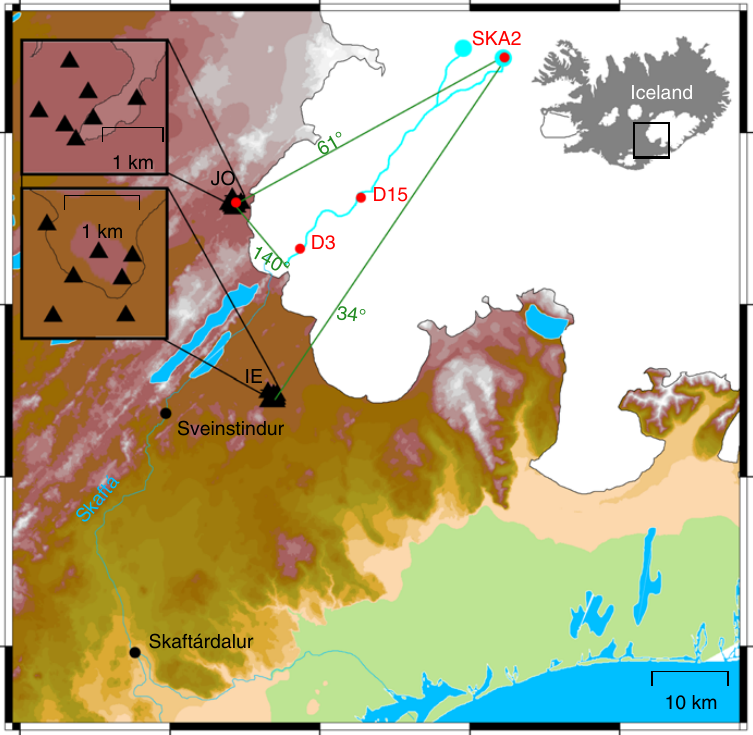 SKA2
Iceland
1 km
61°
JO
D15
1 km
D3
140°
34°
IE
Sveinstindur
Skaftá
Skaftárdalur
10 km